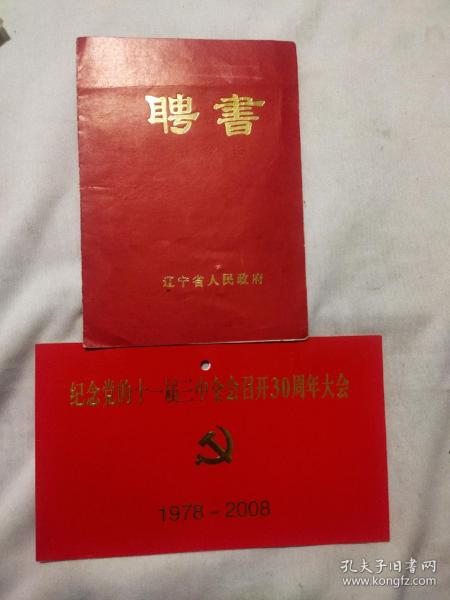 聘書
辽宁省人民政府
纪念党的十一届三中全会召开30周年大会
1978-2008
孔夫子旧书网
www.kongfz.com